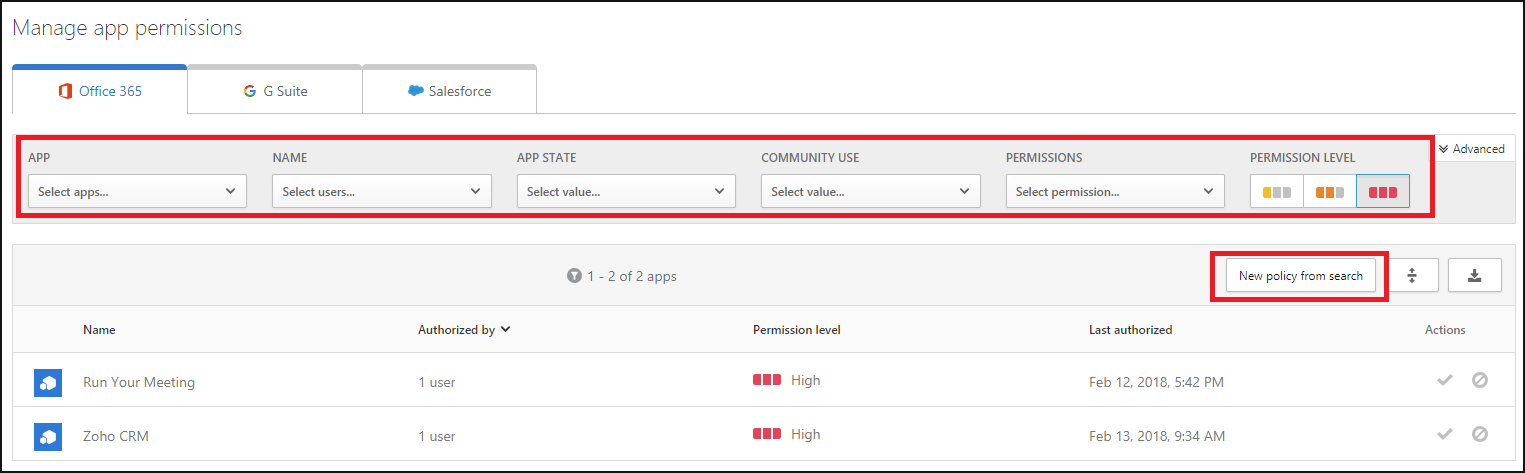 Manage app permissions
Office 365 G Suite Salesforce
APP NAME APP STATE COMMUNITY USE PERMISSIONS PERMISSION LEVEL Advanced
Select apps... Select users... Select value... Select value... Select permission...
1 - 2 of 2 apps New policy from search
Name Authorized by Permission level Last authorized Actions
Run Your Meeting 1 user High Feb 12, 2018, 5:42 PM
Zoho CRM 1 user High Feb 13, 2018, 9:34 AM